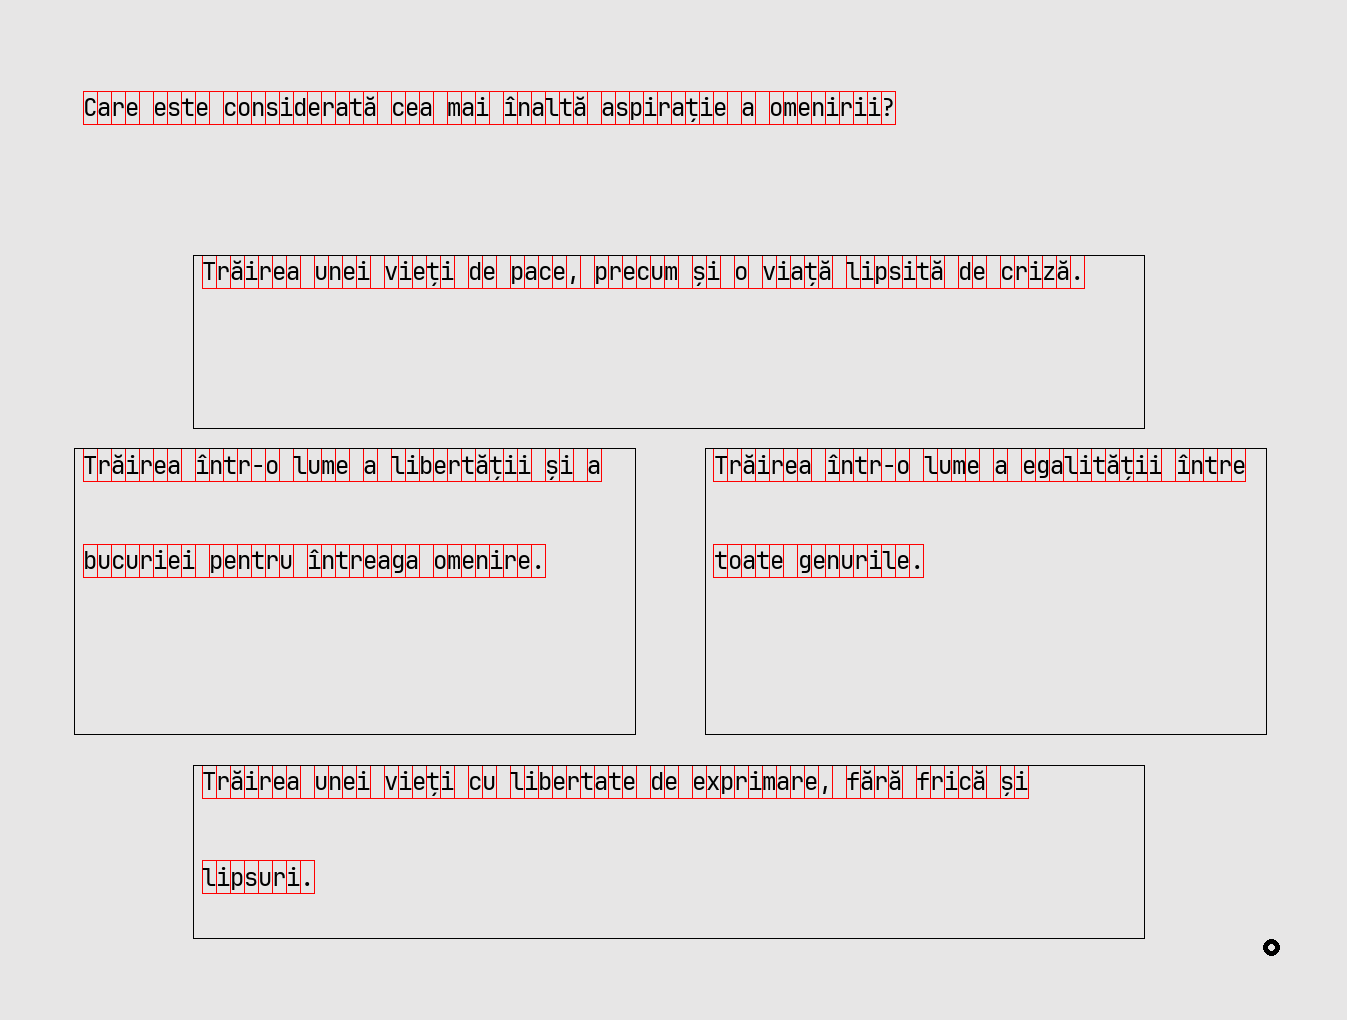 Care este considerată cea mai înaltă aspirație a omenirii?
Trăirea unei vieți de pace, precum și o viață lipsită de criză.
Trăirea într-o lume a libertății și a
bucuriei pentru întreaga omenire.
Trăirea într-o lume a egalității între
toate genurile.
Trăirea unei vieți cu libertate de exprimare, fără frică și
lipsuri.